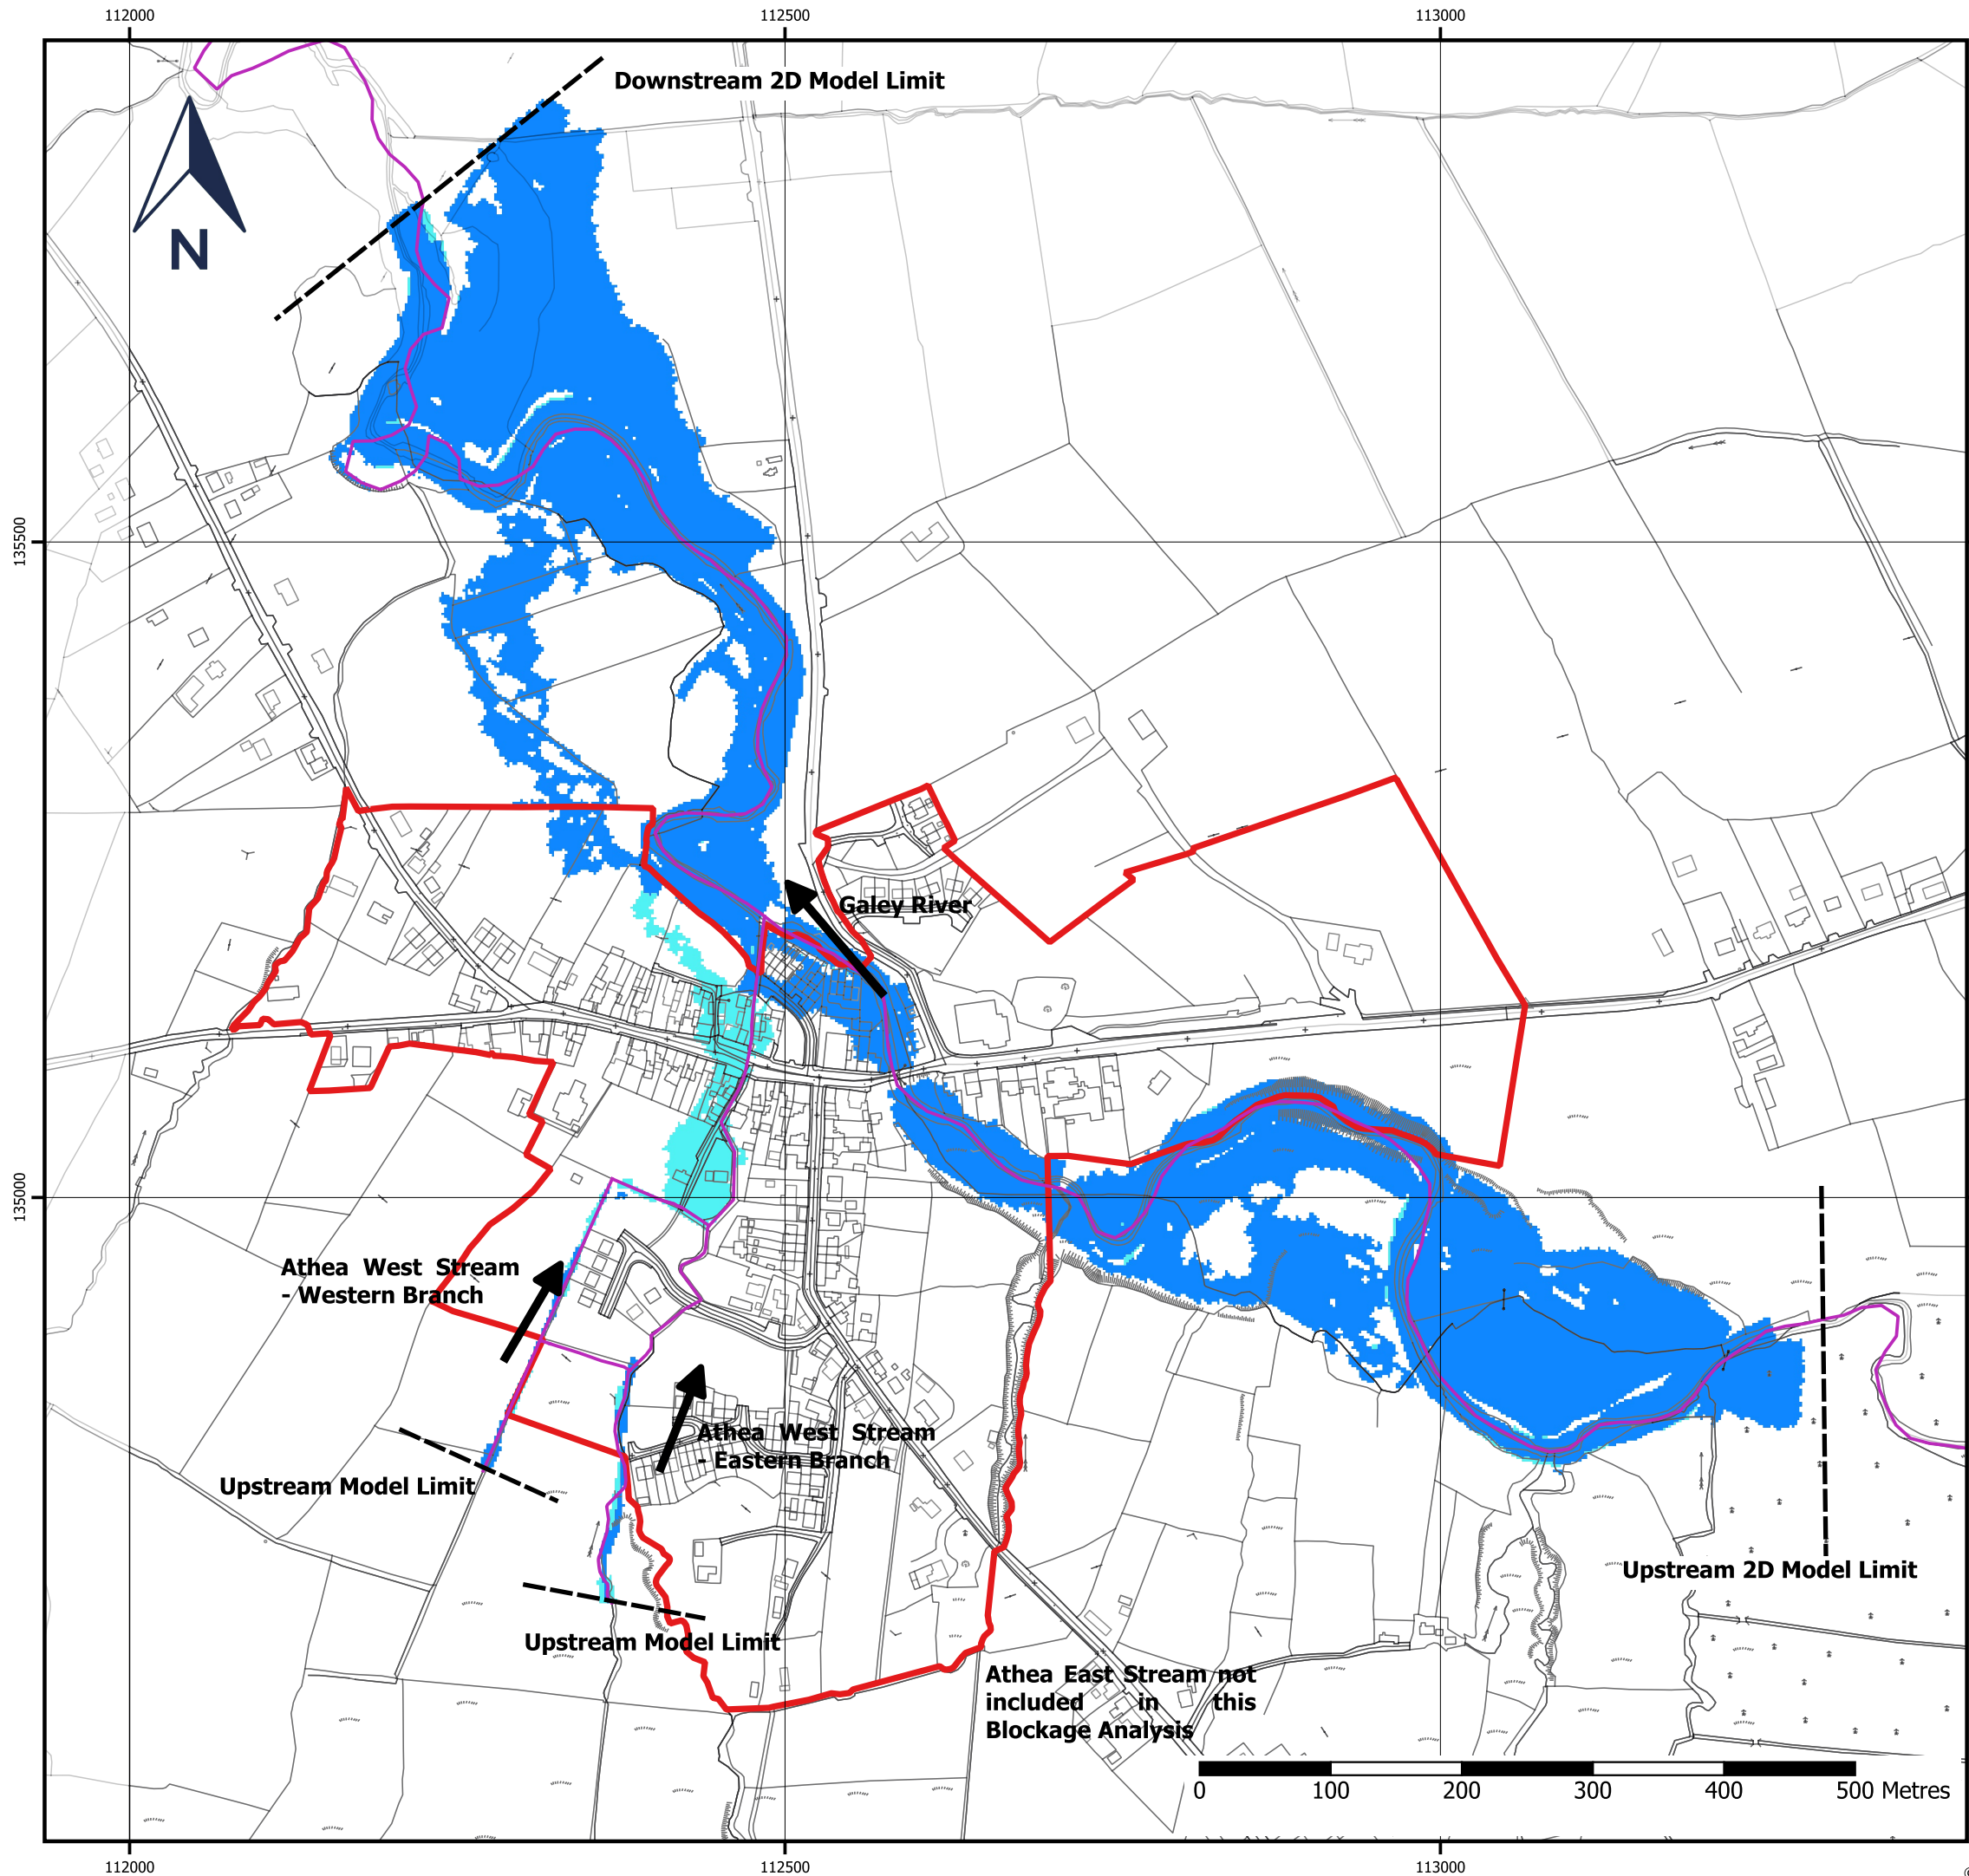 112000
112500
113000
Downstream 2D Model Limit
N
135500
Galey River
135000
Athea West Stream
- Western Branch
Athea West Stream
- Eastern Branch
Upstream Model Limit
Upstream 2D Model Limit
Upstream Model Limit
Athea East Stream not
included in this
Blockage Analysis
0 100 200 300 400 500 Metres
112000
112500
113000